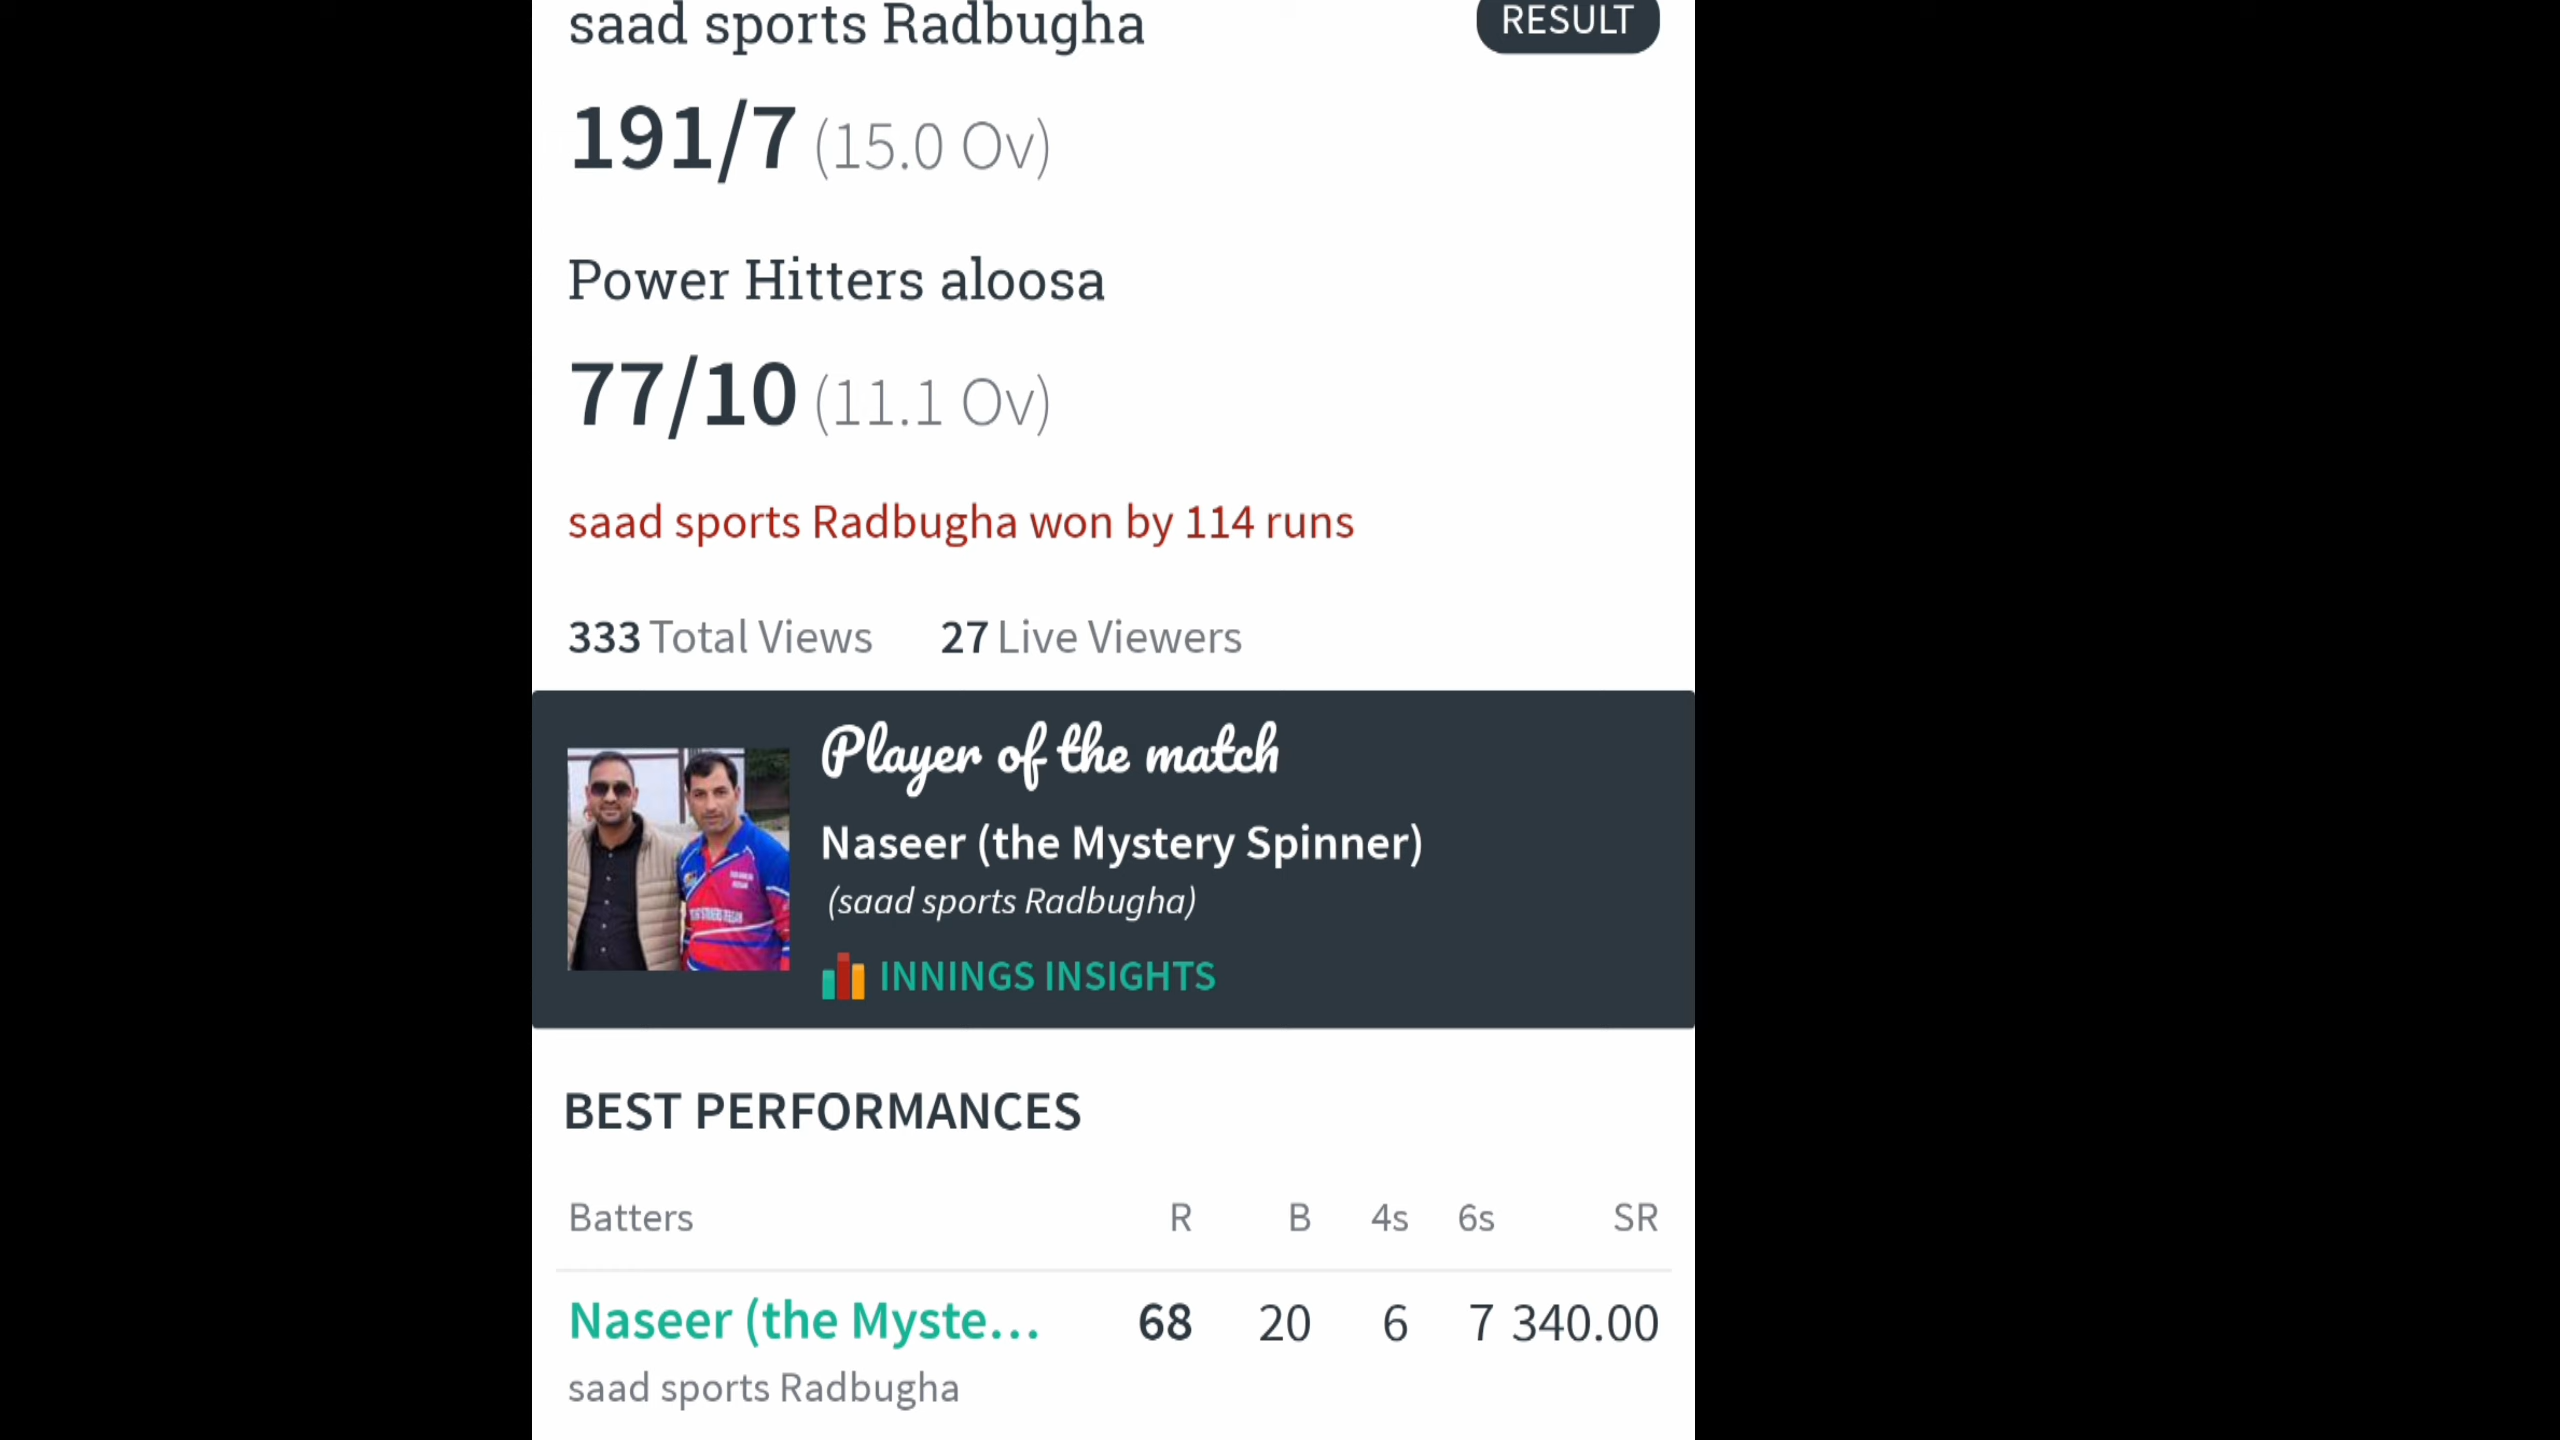 saad sports Radbugha
RESULT
191/7 (15.0 Ov)
Power Hitters aloosa
77/10 (11.1 Ov)
saad sports Radbugha won by 114 runs
333 Total Views 27 Live Viewers
Player of the match
Naseer (the Mystery Spinner)
(saad sports Radbugha)
INNINGS INSIGHTS
BEST PERFORMANCES
Batters R B 4s 6s SR
Naseer (the Myste... 68 20 6 7 340.00
saad sports Radbugha